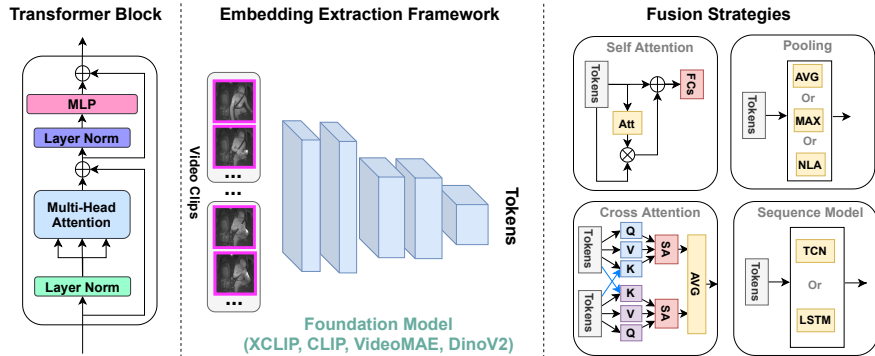 Transformer Block
MLP
Layer Norm
Multi-Head
Attention
Layer Norm
Embedding Extraction Framework
Video Clips
...
...
...
...
Tokens
Foundation Model
(XCLIP, CLIP, VideoMAE, DinoV2)
Fusion Strategies
Self Attention
Tokens
Att
FCs
Pooling
Tokens
AVG
Or
MAX
Or
NLA
Cross Attention
Tokens
Tokens
Q
V
K
K
V
Q
SA
SA
AVG
Sequence Model
Tokens
TCN
Or
LSTM